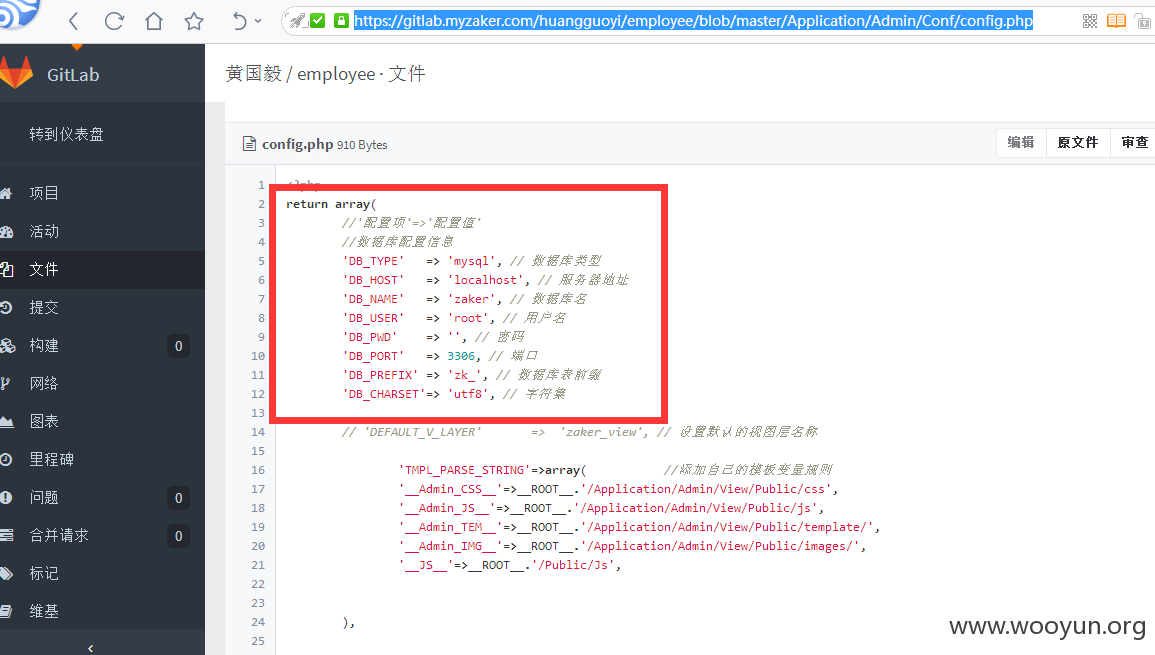 https://gitlab.myzaker.com/huangguoyi/employee/blob/master/Application/Admin/Conf/config.php
GitLab
黄国毅 / employee · 文件
转到仪表盘
项目
活动
文件
提交
构建 0
网络
图表
里程碑
问题 0
合并请求 0
标记
维基
config.php 910 Bytes
编辑 原文件 审查
1
2 return array(
3 //'配置项'=>'配置值'
4 //数据库配置信息
5 'DB_TYPE' => 'mysql', // 数据库类型
6 'DB_HOST' => 'localhost', // 服务器地址
7 'DB_NAME' => 'zaker', // 数据库名
8 'DB_USER' => 'root', // 用户名
9 'DB_PWD' => '', // 密码
10 'DB_PORT' => 3306, // 端口
11 'DB_PREFIX' => 'zk_', // 数据库表前缀
12 'DB_CHARSET'=> 'utf8', // 字符集
13
14 // 'DEFAULT_V_LAYER' => 'zaker_view', // 设置默认的视图层名称
15
16 'TMPL_PARSE_STRING'=>array( //添加自己的模板变量规则
17 '__Admin_CSS__'=>__ROOT__.'/Application/Admin/View/Public/css',
18 '__Admin_JS__'=>__ROOT__.'/Application/Admin/View/Public/js',
19 '__Admin_TEM__'=>__ROOT__.'/Application/Admin/View/Public/template/',
20 '__Admin_IMG__'=>__ROOT__.'/Application/Admin/View/Public/images/',
21 '__JS__'=>__ROOT__.'/Public/Js',
22
23
24 ),
25
www.wooyun.org